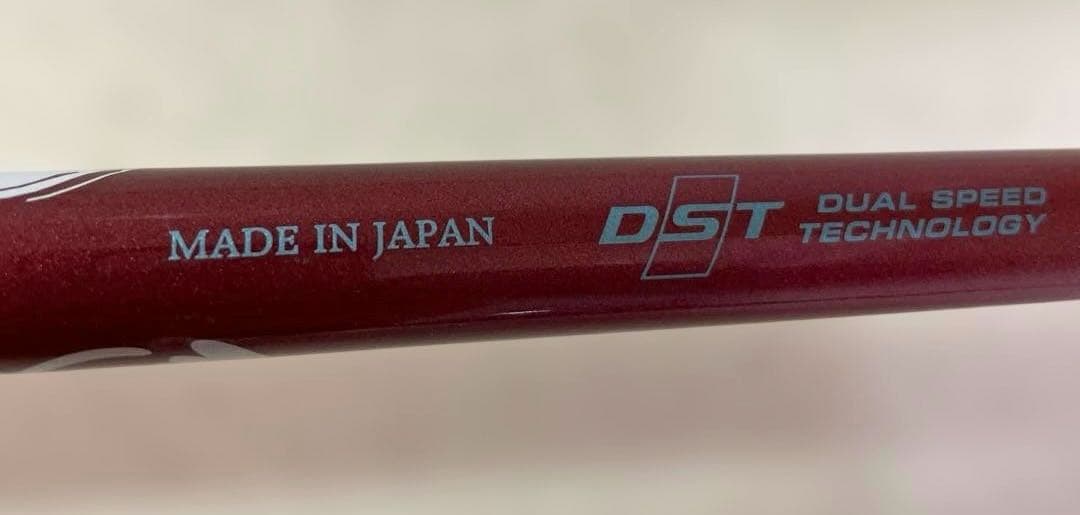 MADE IN JAPAN
DST
DUAL SPEED
TECHNOLOGY